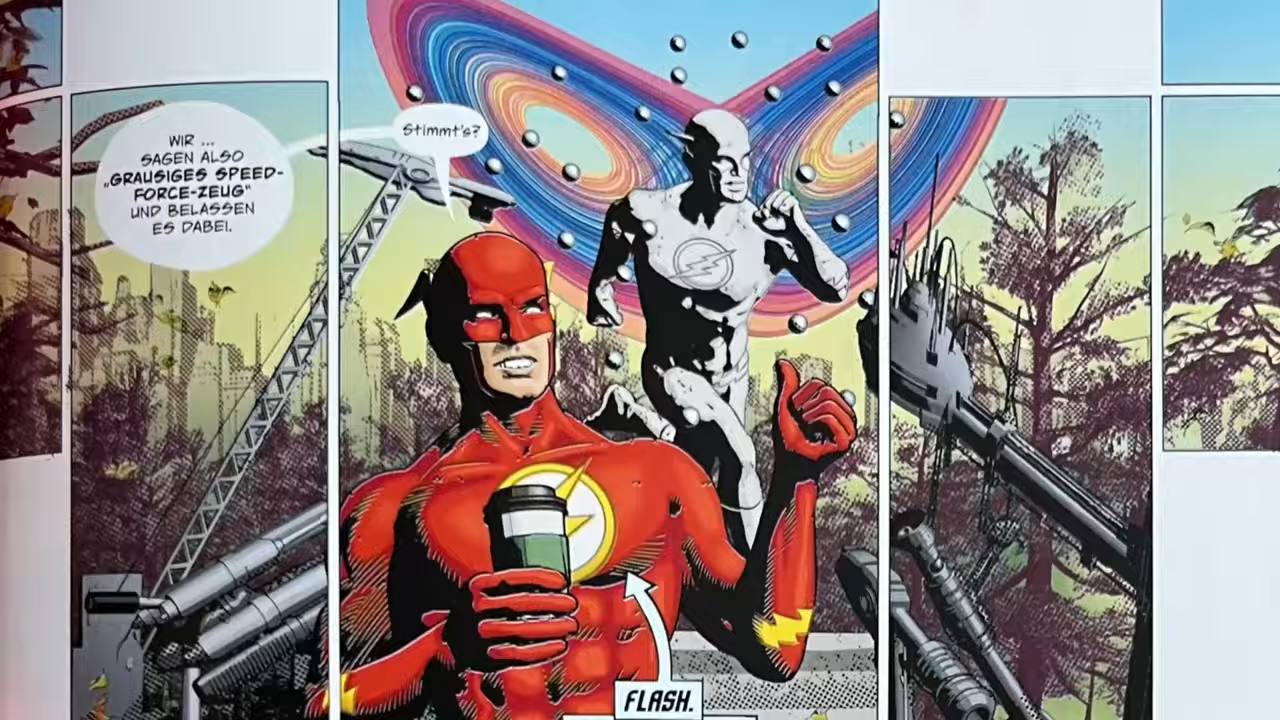 WIR ...
SAGEN ALSO
„GRAUSIGES SPEED-
FORCE-ZEUG“
UND BELASSEN
ES DABEI.
Stimmt's?
FLASH.